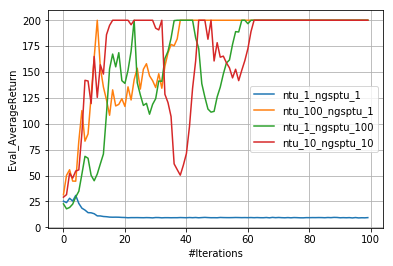 200
175
150
125
100
75
50
25
0
Eval_AverageReturn
ntu_1_ngsptu_1
ntu_100_ngsptu_1
ntu_1_ngsptu_100
ntu_10_ngsptu_10
0 20 40 60 80 100
#Iterations